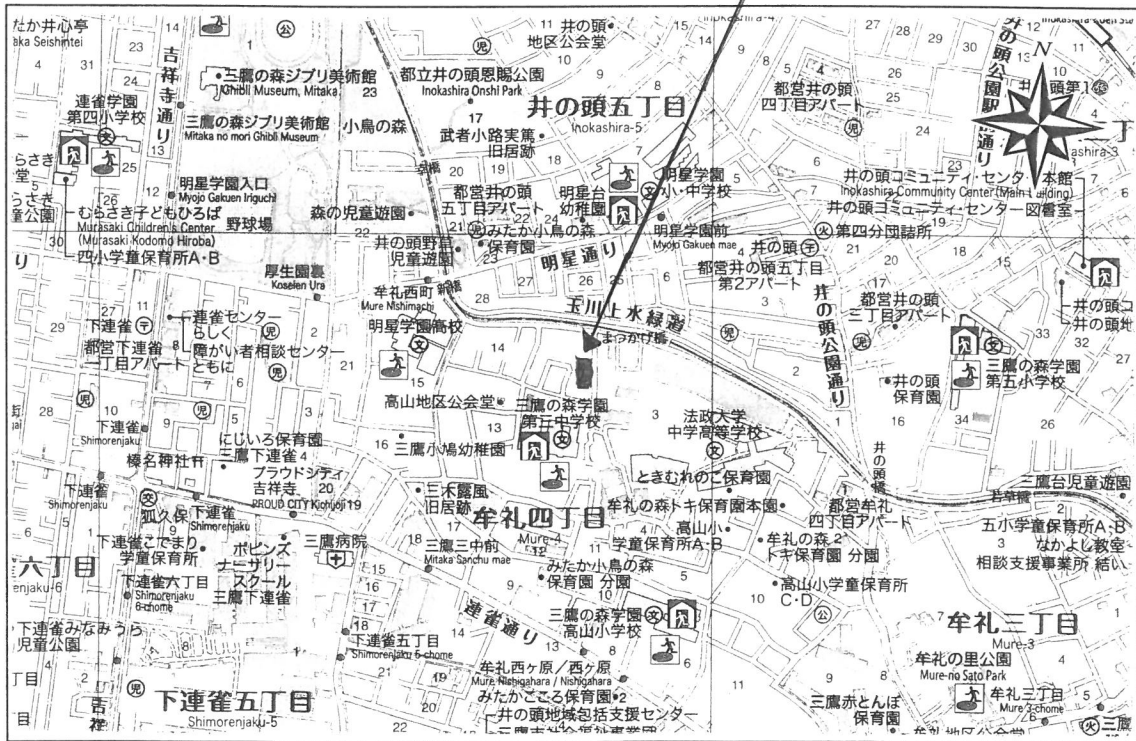 たか井心亭
aka Seishintei
吉祥寺通り
三鷹の森ジブリ美術館
Ghibli Museum, Mitaka
三鷹の森ジブリ美術館
Mitaka no mori Ghibli Museum
連雀学園
第四小学校
明星学園入口
Myojo Gakuen Iriguchi
野球場
むらさき子どもひろば
Murasaki Children's Center
(Murasaki Kodomo Hiroba)
四小学童保育所A・B
小鳥の森
森の児童遊園
都立井の頭恩賜公園
Inokashira Onshi Park
井の頭
地区公会堂
井の頭五丁目
Inokashira-5
武者小路実篤
旧居跡
都営井の頭
五丁目アパート
明星台
幼稚園
明星学園
小・中学校
みたか小鳥の森
保育園
井の頭野草
児童遊園
明星通り
明星学園前
Myojo Gakuen mae
都営井の頭
四丁目アパート
井の頭公園駅
N
井の頭コミュニティ・センター本館
Inokashira Community Center (Main Building)
井の頭コミュニティ・センター図書室
第四分団詰所
井の頭
都営井の頭五丁目
第2アパート
井の頭公園通り
都営井の頭
三丁目アパート
井の頭
保育園
三鷹の森学園
第五小学校
厚生園裏
Koseien Ura
牟礼西町
Mure Nishimachi
新橋
明星学園高校
玉川上水緑道
まつかげ橋
連雀センター
らしく
障がい者相談センター
ともに
下連雀
都営下連雀
一丁目アパート
高山地区公会堂
三鷹の森学園
第三中学校
三鷹小鳩幼稚園
法政大学
中学高等学校
ときむれのこ保育園
牟礼の森トキ保育園本園
都営牟礼
四丁目アパート
井の頭橋
若草橋
三鷹台児童遊園
五小学童保育所A・B
なかよし教室
相談支援事業所 結い
下連雀
Shimorenjaku
榛名神社
にじいろ保育園
三鷹下連雀
プラウドシティ
吉祥寺
PROUD CITY Kichijoji
三木露風
旧居跡
牟礼四丁目
Mure-4
高山小
学童保育所A・B
牟礼の森
トキ保育園 分園
高山小学童保育所
C・D
下連雀
Shimorenjaku
狐久保
下連雀
Shimorenjaku
下連雀こでまり
学童保育所
ポピンズ
ナーサリー
スクール
三鷹下連雀
三鷹病院
三鷹三中前
Mitaka Sanchu mae
みたか小鳥の森
保育園 分園
三鷹の森学園
高山小学校
連雀通り
六丁目
enjaku-6
下連雀六丁目
Shimorenjaku
6-chome
下連雀みなみうら
児童公園
下連雀五丁目
Shimorenjaku 5-chome
下連雀五丁目
Shimorenjaku-5
牟礼西ヶ原/西ヶ原
Mure Nishigahara / Nishigahara
みたかこころ保育園
井の頭地域包括支援センター
牟礼三丁目
Mure-3
牟礼の里公園
Mure-no Sato Park
牟礼三丁目
Mure 3-chome
三鷹赤とんぼ
保育園
牟礼地区公会堂